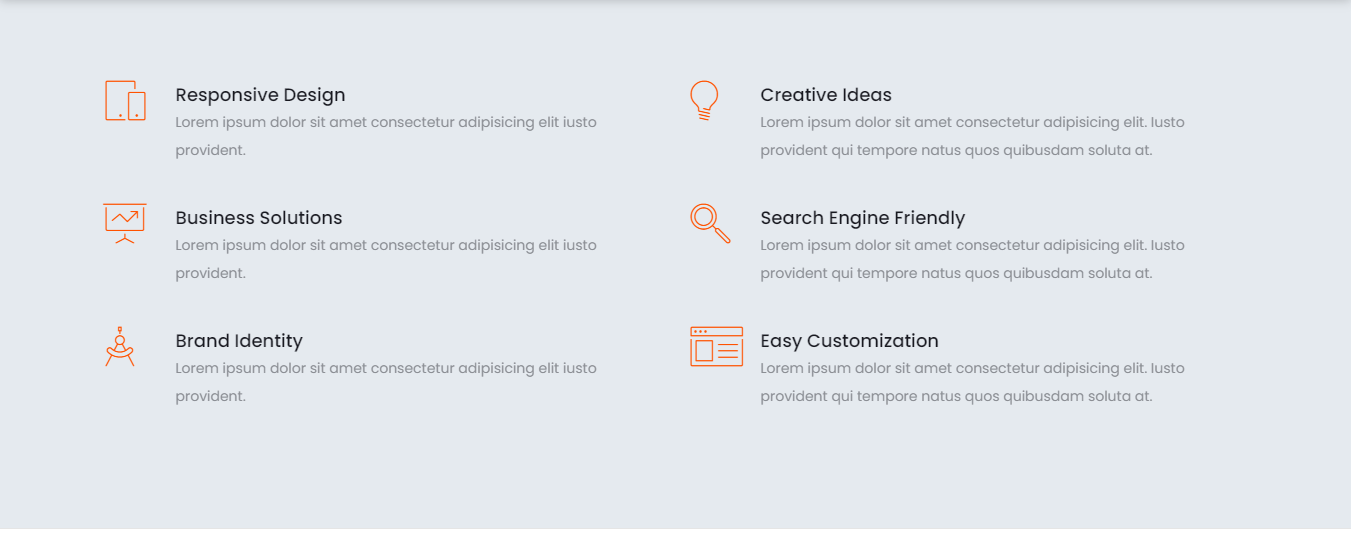 Responsive Design
Lorem ipsum dolor sit amet consectetur adipisicing elit iusto
provident.
Business Solutions
Lorem ipsum dolor sit amet consectetur adipisicing elit iusto
provident.
Brand Identity
Lorem ipsum dolor sit amet consectetur adipisicing elit iusto
provident.
Creative Ideas
Lorem ipsum dolor sit amet consectetur adipisicing elit. Iusto
provident qui tempore natus quos quibusdam soluta at.
Search Engine Friendly
Lorem ipsum dolor sit amet consectetur adipisicing elit. Iusto
provident qui tempore natus quos quibusdam soluta at.
Easy Customization
Lorem ipsum dolor sit amet consectetur adipisicing elit. Iusto
provident qui tempore natus quos quibusdam soluta at.